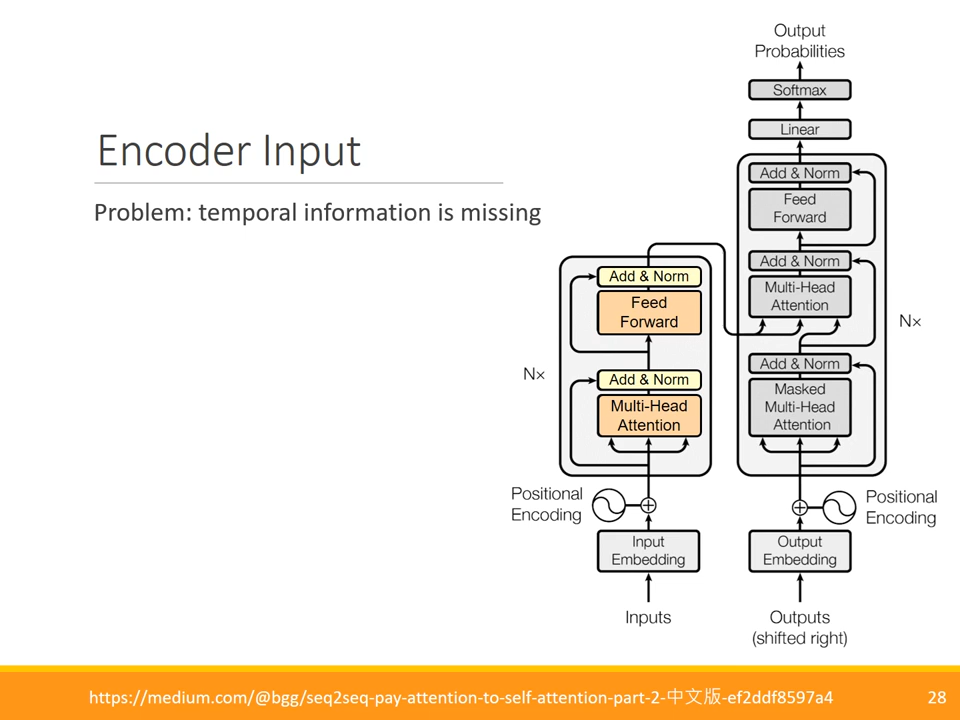 Encoder Input
Problem: temporal information is missing
Output
Probabilities
Softmax
Linear
Add & Norm
Feed
Forward
Add & Norm
Multi-Head
Attention
Nx
Add & Norm
Masked
Multi-Head
Attention
Add & Norm
Feed
Forward
Nx
Add & Norm
Multi-Head
Attention
Positional
Encoding
Positional
Encoding
Input
Embedding
Output
Embedding
Inputs
Outputs
(shifted right)
https://medium.com/@bgg/seq2seq-pay-attention-to-self-attention-part-2-中文版-ef2ddf8597a4
28